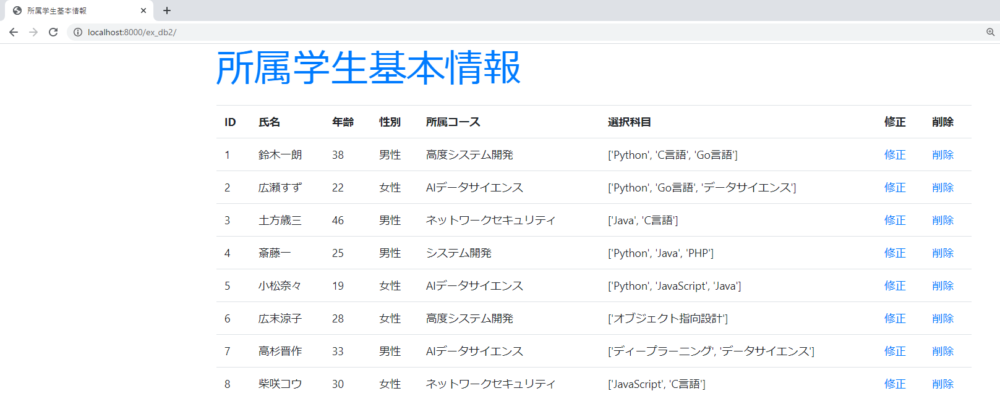 所属学生基本情報
localhost:8000/ex_db2/
所属学生基本情報
ID 氏名 年齢 性別 所属コース 選択科目 修正 削除
1 鈴木一朗 38 男性 高度システム開発 ['Python', 'C言語', 'Go言語'] 修正 削除
2 広瀬すず 22 女性 AIデータサイエンス ['Python', 'Go言語', 'データサイエンス'] 修正 削除
3 土方歳三 46 男性 ネットワークセキュリティ ['Java', 'C言語'] 修正 削除
4 斎藤一 25 男性 システム開発 ['Python', 'Java', 'PHP'] 修正 削除
5 小松奈々 19 女性 AIデータサイエンス ['Python', 'JavaScript', 'Java'] 修正 削除
6 広末涼子 28 女性 高度システム開発 ['オブジェクト指向設計'] 修正 削除
7 高杉晋作 33 男性 AIデータサイエンス ['ディープラーニング', 'データサイエンス'] 修正 削除
8 柴咲コウ 30 女性 ネットワークセキュリティ ['JavaScript', 'C言語'] 修正 削除